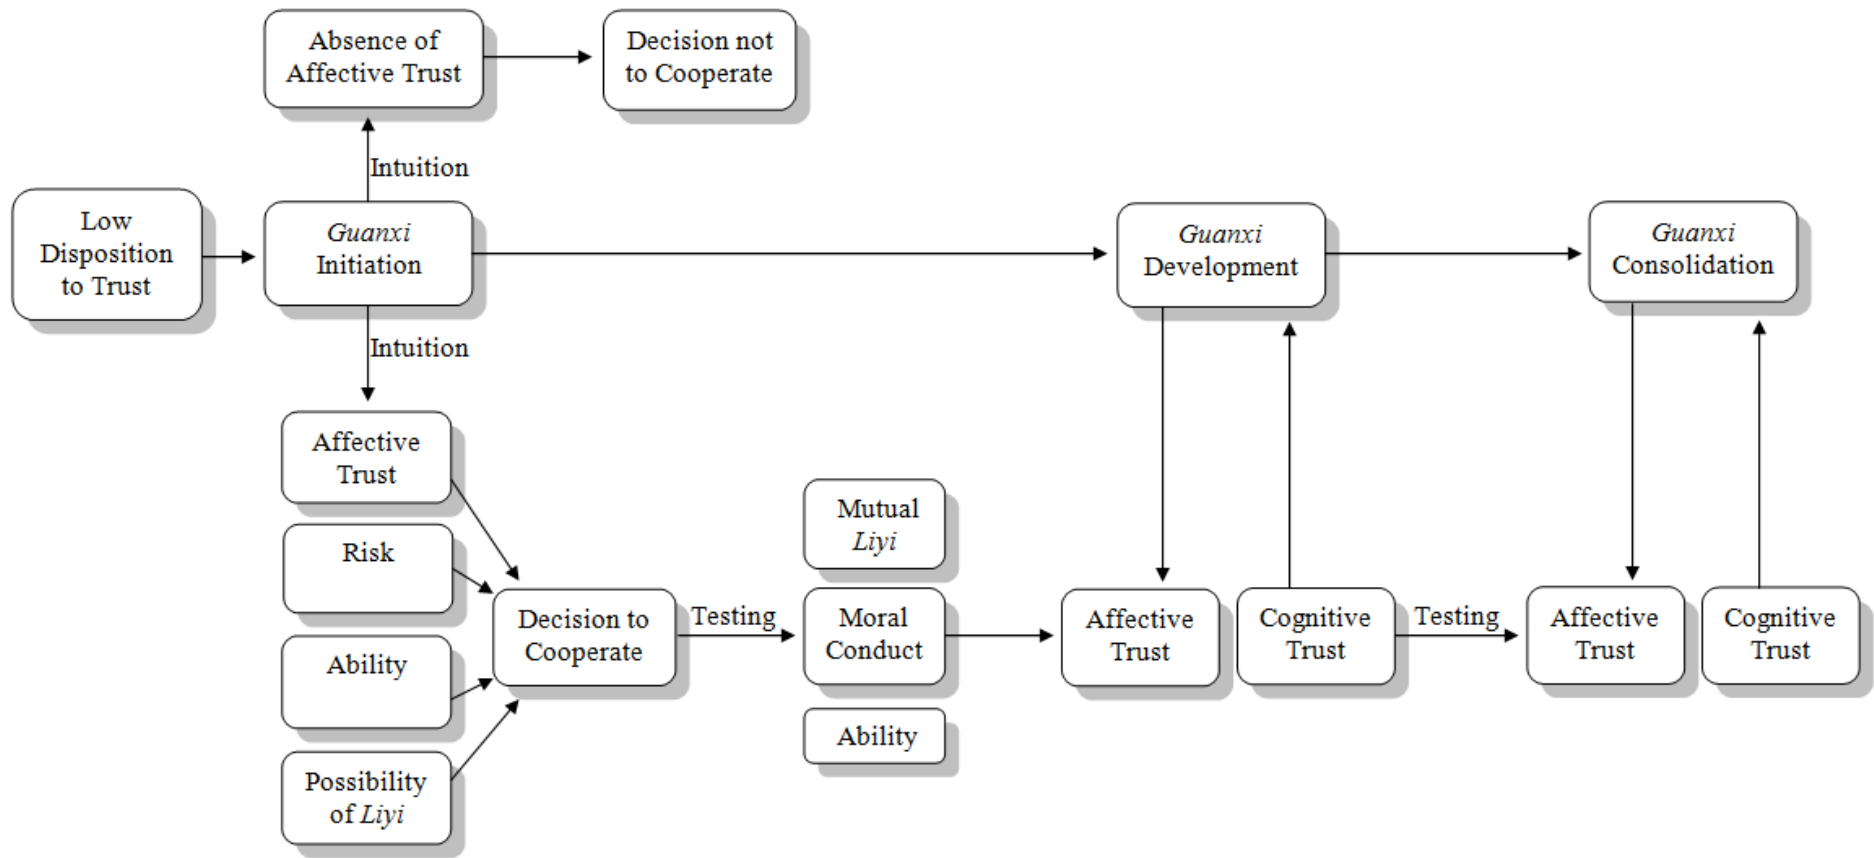 Absence of
Affective Trust
Decision not
to Cooperate
Intuition
Low
Disposition
to Trust
Guanxi
Initiation
Guanxi
Development
Guanxi
Consolidation
Intuition
Affective
Trust
Risk
Ability
Possibility
of Liyi
Decision to
Cooperate
Testing
Mutual
Liyi
Moral
Conduct
Ability
Affective
Trust
Cognitive
Trust
Testing
Affective
Trust
Cognitive
Trust